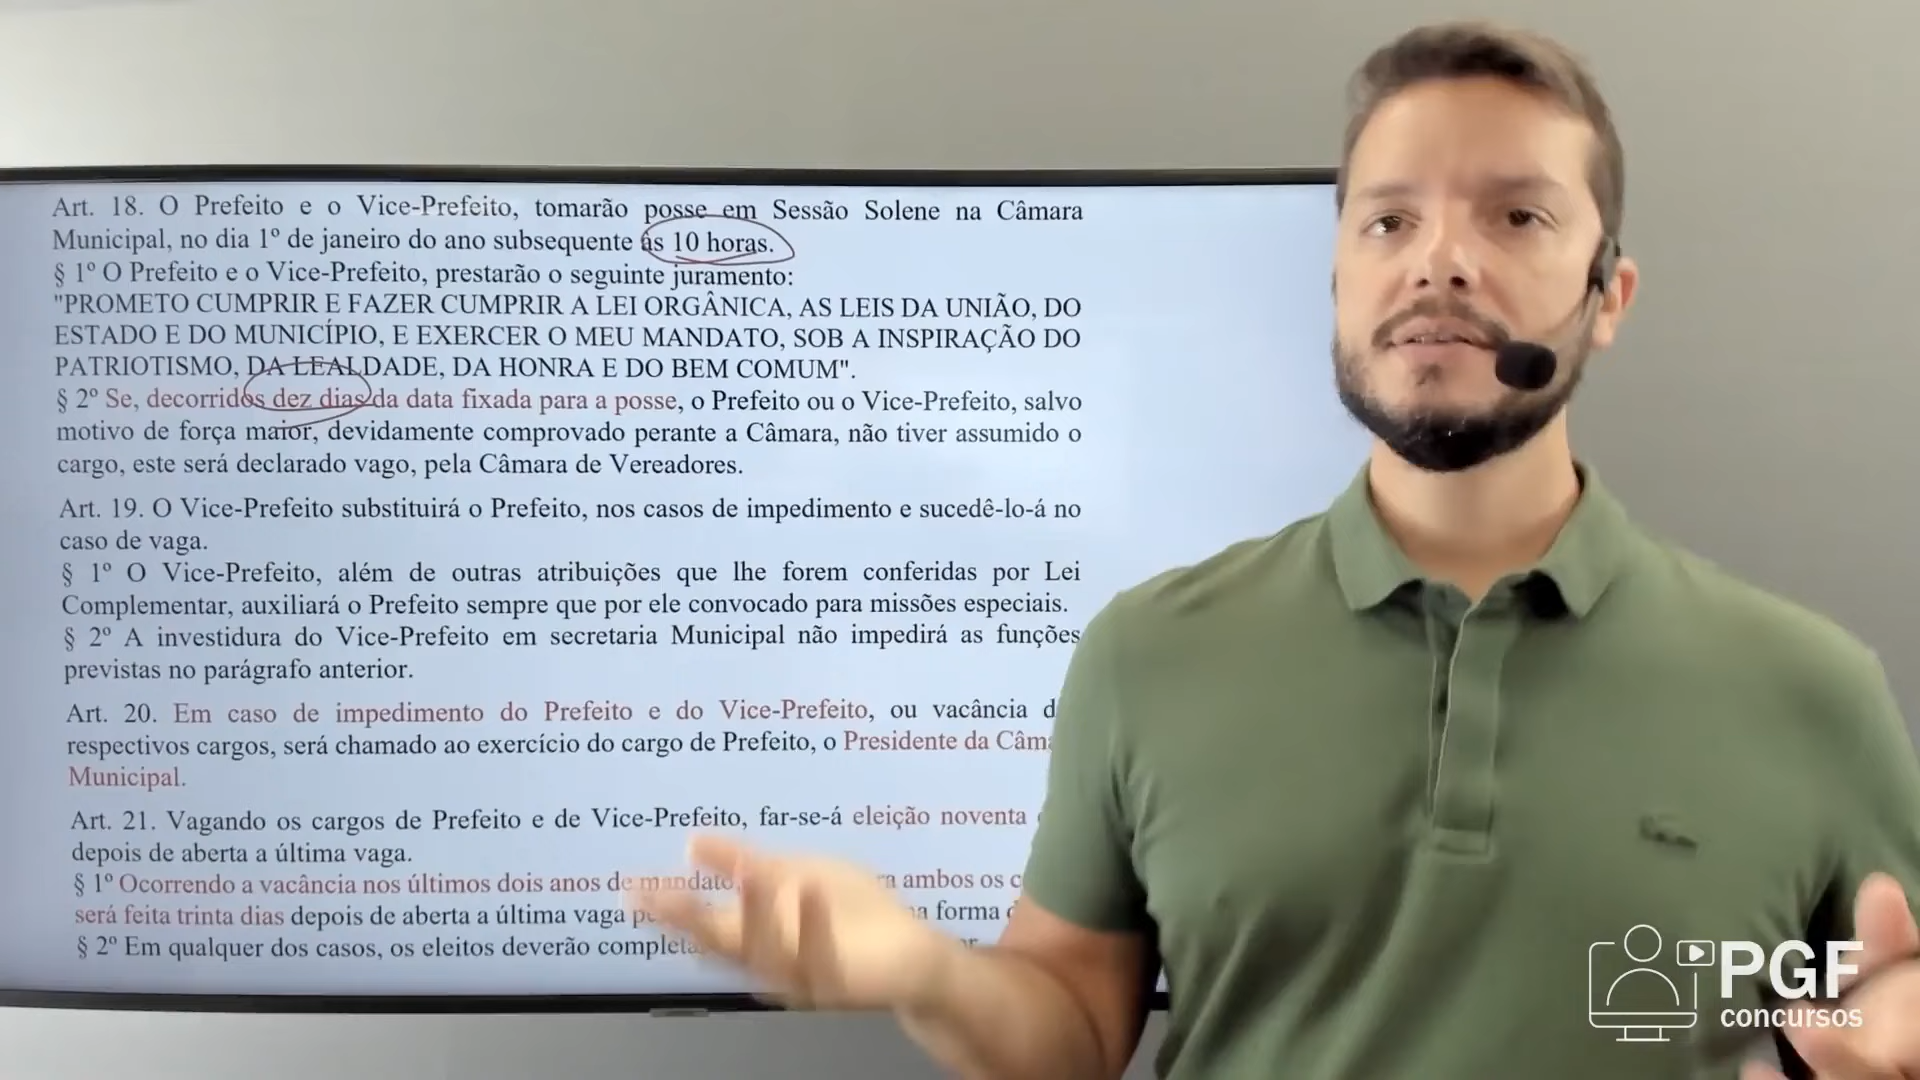 Art. 18. O Prefeito e o Vice-Prefeito, tomarão posse em Sessão Solene na Câmara
Municipal, no dia 1º de janeiro do ano subsequente às 10 horas.
§ 1º O Prefeito e o Vice-Prefeito, prestarão o seguinte juramento:
"PROMETO CUMPRIR E FAZER CUMPRIR A LEI ORGÂNICA, AS LEIS DA UNIÃO, DO
ESTADO E DO MUNICÍPIO, E EXERCER O MEU MANDATO, SOB A INSPIRAÇÃO DO
PATRIOTISMO, DA LEALDADE, DA HONRA E DO BEM COMUM".
§ 2º Se, decorridos dez dias da data fixada para a posse, o Prefeito ou o Vice-Prefeito, salvo
motivo de força maior, devidamente comprovado perante a Câmara, não tiver assumido o
cargo, este será declarado vago, pela Câmara de Vereadores.
Art. 19. O Vice-Prefeito substituirá o Prefeito, nos casos de impedimento e sucedê-lo-á no
caso de vaga.
§ 1º O Vice-Prefeito, além de outras atribuições que lhe forem conferidas por Lei
Complementar, auxiliará o Prefeito sempre que por ele convocado para missões especiais.
§ 2º A investidura do Vice-Prefeito em secretaria Municipal não impedirá as funções
previstas no parágrafo anterior.
Art. 20. Em caso de impedimento do Prefeito e do Vice-Prefeito, ou vacância
respectivos cargos, será chamado ao exercício do cargo de Prefeito, o Presidente da
Municipal.
Art. 21. Vagando os cargos de Prefeito e de Vice-Prefeito, far-se-á eleição noventa
depois de aberta a última vaga.
§ 1º Ocorrendo a vacância nos últimos dois anos de mandato, ambos os
será feita trinta dias depois de aberta a última vaga forma
§ 2º Em qualquer dos casos, os eleitos deverão
PGF
concursos